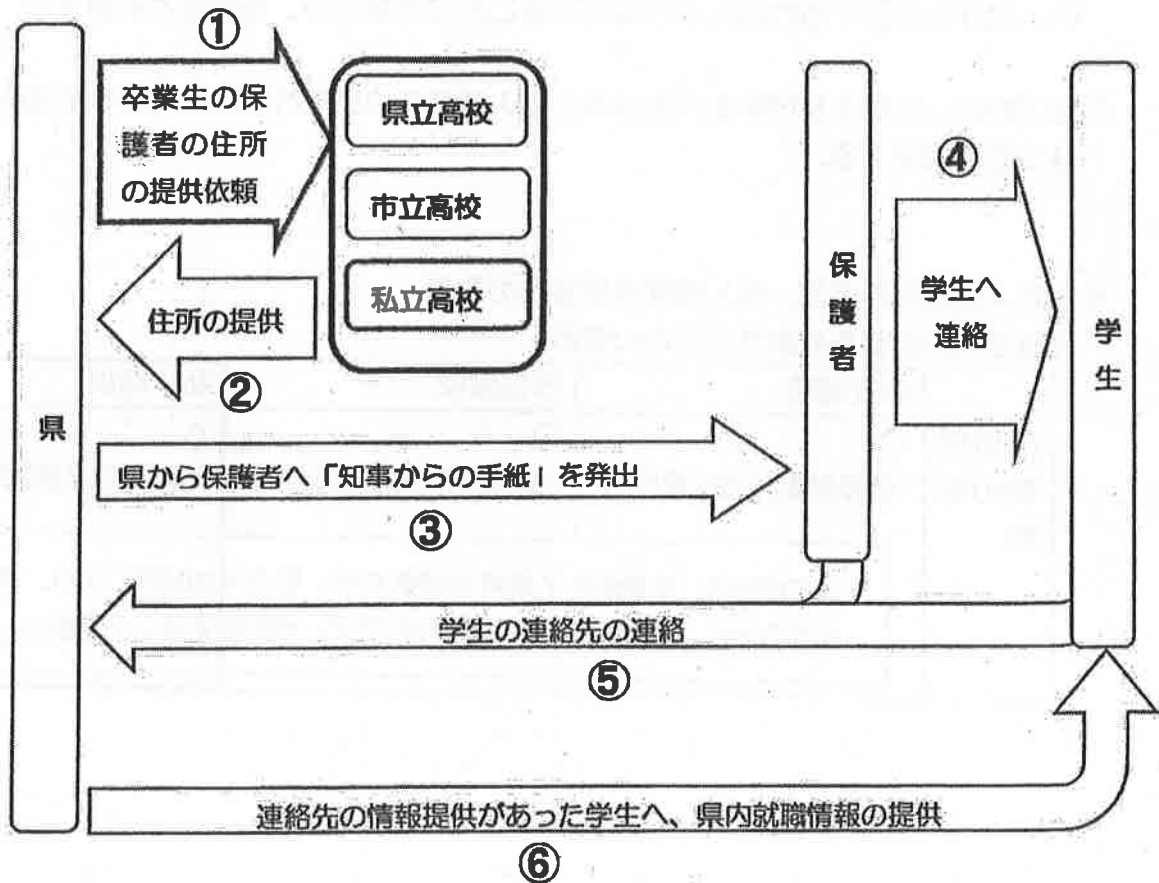 ①
卒業生の保
護者の住所
の提供依頼
県立高校
市立高校
私立高校
住所の提供
②
県
県から保護者へ「知事からの手紙」を発出
③
保護者
④
学生へ
連絡
学生
学生の連絡先の連絡
⑤
連絡先の情報提供があった学生へ、県内就職情報の提供
⑥